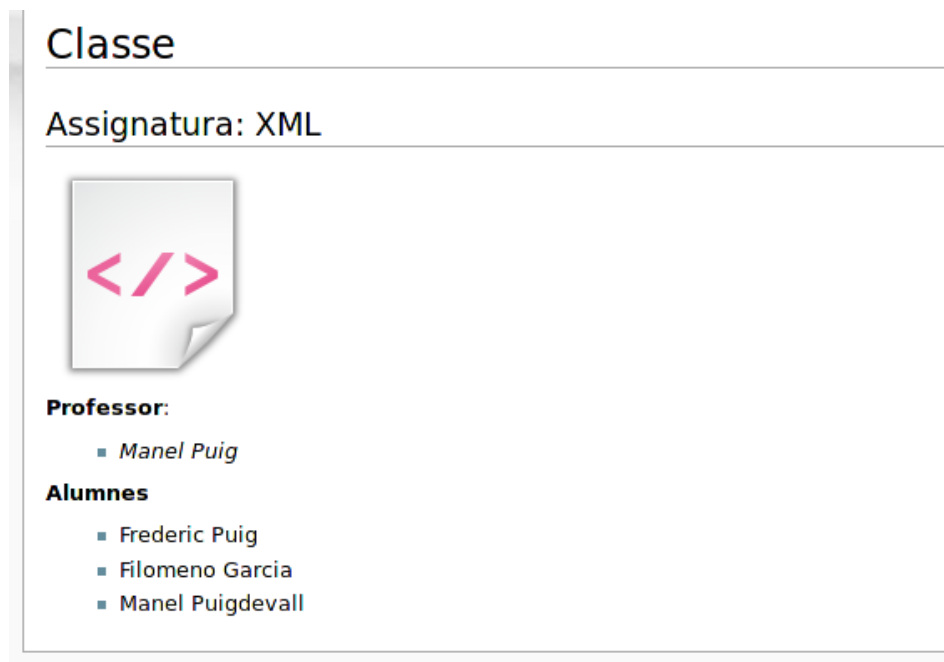 Classe
Assignatura: XML
</>
Professor:
Manel Puig
Alumnes
Frederic Puig
Filomeno Garcia
Manel Puigdevall